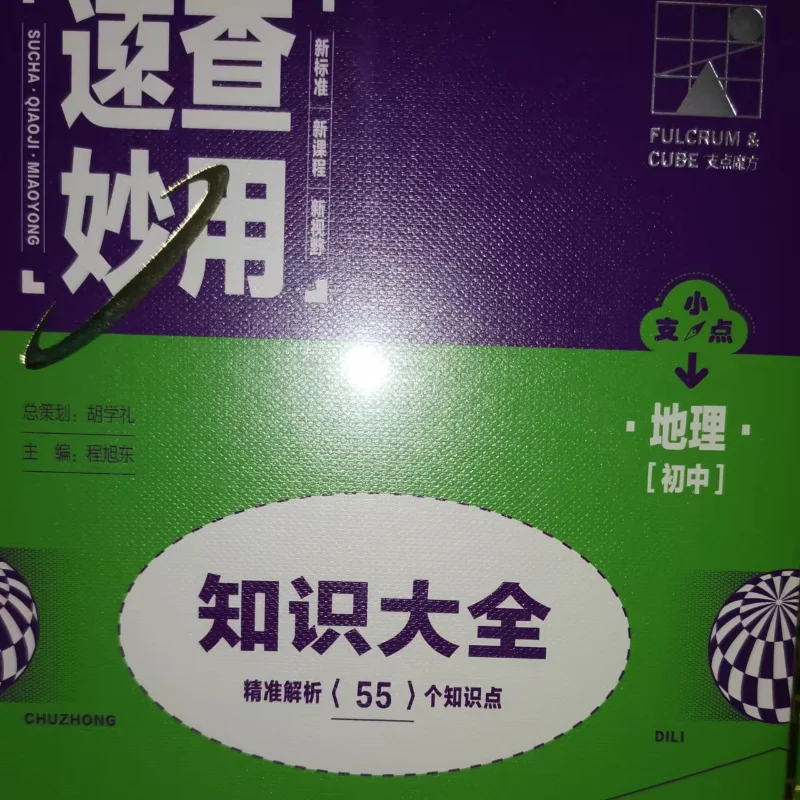 速查
妙用
SUCHA · QIAOJI · MIAOYONG
新标准 新课程 新视野
FULCRUM &
CUBE 支点魔方
小
支点
·地理·
[初中]
总策划：胡学礼
主 编：程旭东
知识大全
精准解析〈55〉个知识点
CHUZHONG
DILI